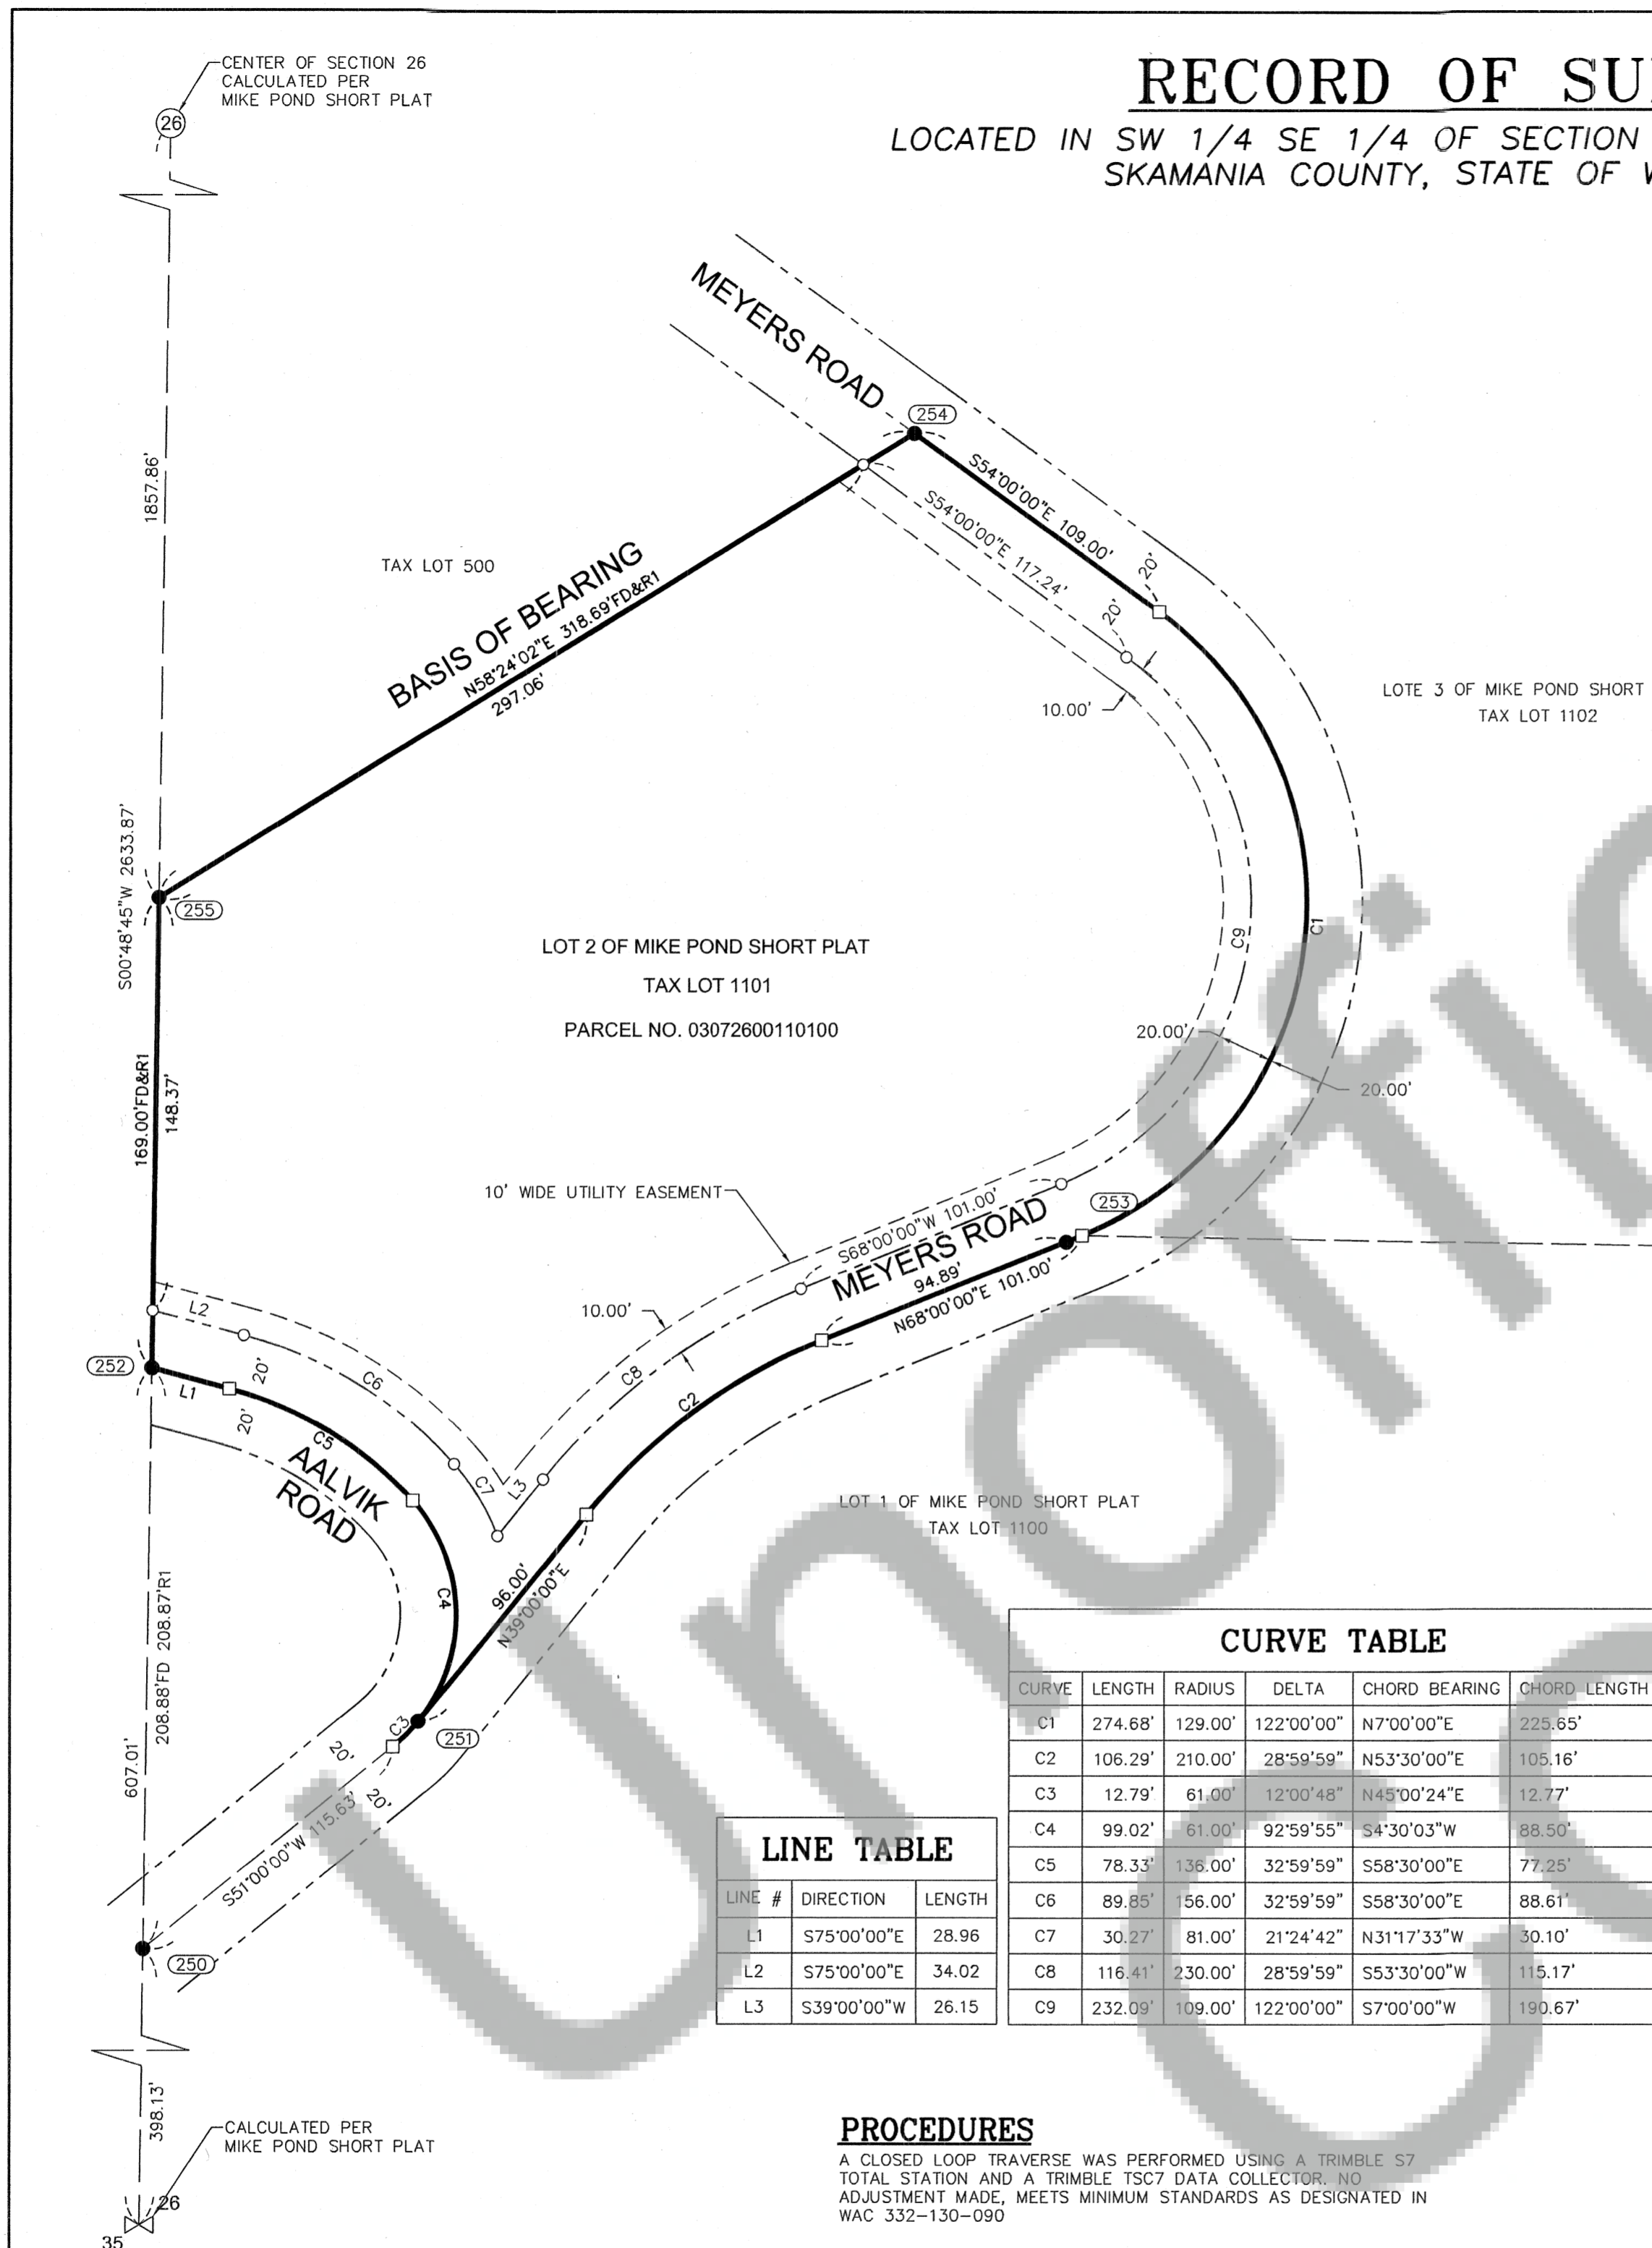 RECORD OF SU
LOCATED IN SW 1/4 SE 1/4 OF SECTION
SKAMANIA COUNTY, STATE OF
CENTER OF SECTION 26
CALCULATED PER
MIKE POND SHORT PLAT
26
MEYERS ROAD
254
1857.86'
S54°00'00"E 109.00'
S54°00'00"E 117.24'
20'
20'
TAX LOT 500
BASIS OF BEARING
N58°24'02"E 318.69'FD&R1
297.06'
10.00'
LOTE 3 OF MIKE POND SHORT
TAX LOT 1102
S00°48'45"W 2633.87'
255
C9
C1
LOT 2 OF MIKE POND SHORT PLAT
TAX LOT 1101
PARCEL NO. 03072600110100
20.00'
20.00'
169.00'FD&R1
148.37'
10' WIDE UTILITY EASEMENT
S68°00'00"W 101.00'
253
MEYERS ROAD
94.89'
N68°00'00"E 101.00'
L2
10.00'
252
L1
20'
20'
C6
C8
C2
C5
AALVIK
ROAD
C7
L3
LOT 1 OF MIKE POND SHORT PLAT
TAX LOT 1100
96.00'
N39°00'00"E
C4
208.88'FD 208.87'R1
607.01'
C3
251
20'
20'
S51°00'00"W 115.63'
250
CURVE TABLE
CURVE LENGTH RADIUS DELTA CHORD BEARING CHORD LENGTH
C1 274.68' 129.00' 122°00'00" N7°00'00"E 225.65'
C2 106.29' 210.00' 28°59'59" N53°30'00"E 105.16'
C3 12.79' 61.00' 12°00'48" N45°00'24"E 12.77'
C4 99.02' 61.00' 92°59'55" S4°30'03"W 88.50'
C5 78.33' 136.00' 32°59'59" S58°30'00"E 77.25'
C6 89.85' 156.00' 32°59'59" S58°30'00"E 88.61'
C7 30.27' 81.00' 21°24'42" N31°17'33"W 30.10'
C8 116.41' 230.00' 28°59'59" S53°30'00"W 115.17'
C9 232.09' 109.00' 122°00'00" S7°00'00"W 190.67'
LINE TABLE
LINE # DIRECTION LENGTH
L1 S75°00'00"E 28.96
L2 S75°00'00"E 34.02
L3 S39°00'00"W 26.15
398.13'
CALCULATED PER
MIKE POND SHORT PLAT
26
35
PROCEDURES
A CLOSED LOOP TRAVERSE WAS PERFORMED USING A TRIMBLE S7
TOTAL STATION AND A TRIMBLE TSC7 DATA COLLECTOR. NO
ADJUSTMENT MADE, MEETS MINIMUM STANDARDS AS DESIGNATED IN
WAC 332-130-090
Unoffic